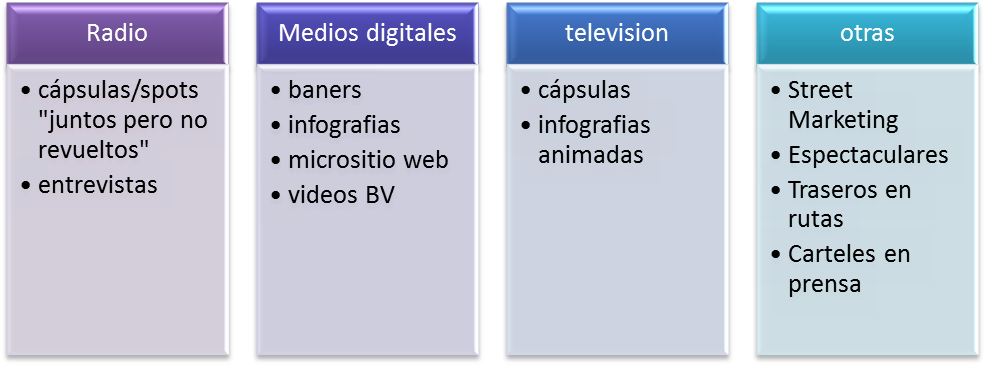 Radio
• cápsulas/spots
"juntos pero no
revueltos"
• entrevistas
Medios digitales
• baners
• infografias
• micrositio web
• videos BV
television
• cápsulas
• infografias
animadas
otras
• Street
Marketing
• Espectaculares
• Traseros en
rutas
• Carteles en
prensa